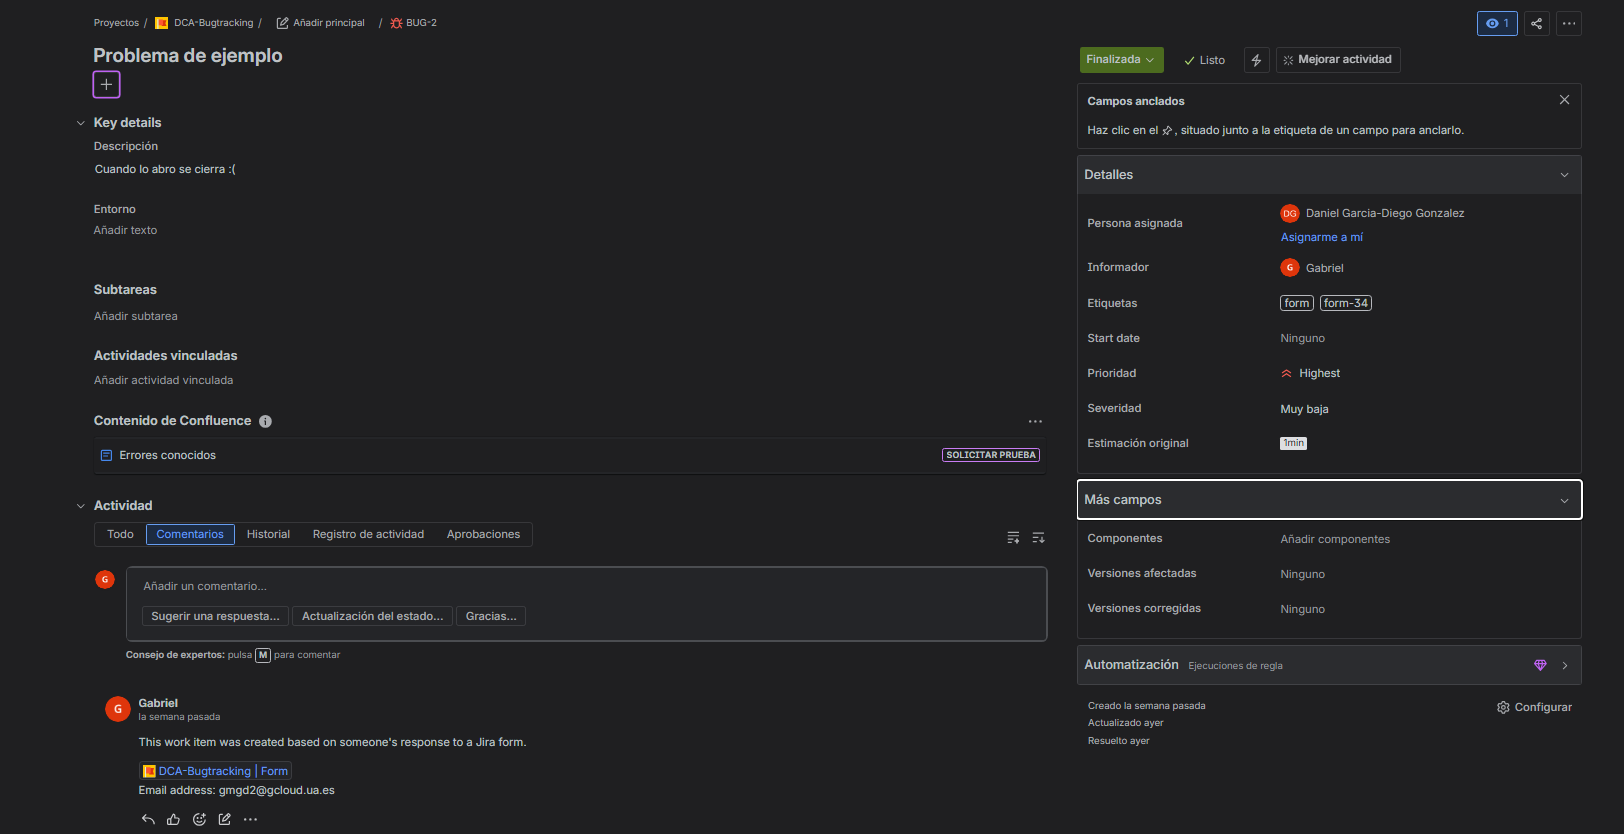 Proyectos / DCA-Bugtracking / Añadir principal / BUG-2
1
Problema de ejemplo
Finalizada
Listo
Mejorar actividad
Key details
Descripción
Cuando lo abro se cierra :(
Entorno
Añadir texto
Subtareas
Añadir subtarea
Actividades vinculadas
Añadir actividad vinculada
Contenido de Confluence
Errores conocidos
SOLICITAR PRUEBA
Actividad
Todo
Comentarios
Historial
Registro de actividad
Aprobaciones
G
Añadir un comentario...
Sugerir una respuesta...
Actualización del estado...
Gracias...
Consejo de expertos: pulsa M para comentar
G
Gabriel
la semana pasada
This work item was created based on someone's response to a Jira form.
DCA-Bugtracking | Form
Email address: gmgd2@gcloud.ua.es
Campos anclados
Haz clic en el , situado junto a la etiqueta de un campo para anclarlo.
Detalles
Persona asignada
DG Daniel Garcia-Diego Gonzalez
Asignarme a mí
Informador
G Gabriel
Etiquetas
form form-34
Start date
Ninguno
Prioridad
Highest
Severidad
Muy baja
Estimación original
1min
Más campos
Componentes
Añadir componentes
Versiones afectadas
Ninguno
Versiones corregidas
Ninguno
Automatización Ejecuciones de regla
Creado la semana pasada
Actualizado ayer
Resuelto ayer
Configurar